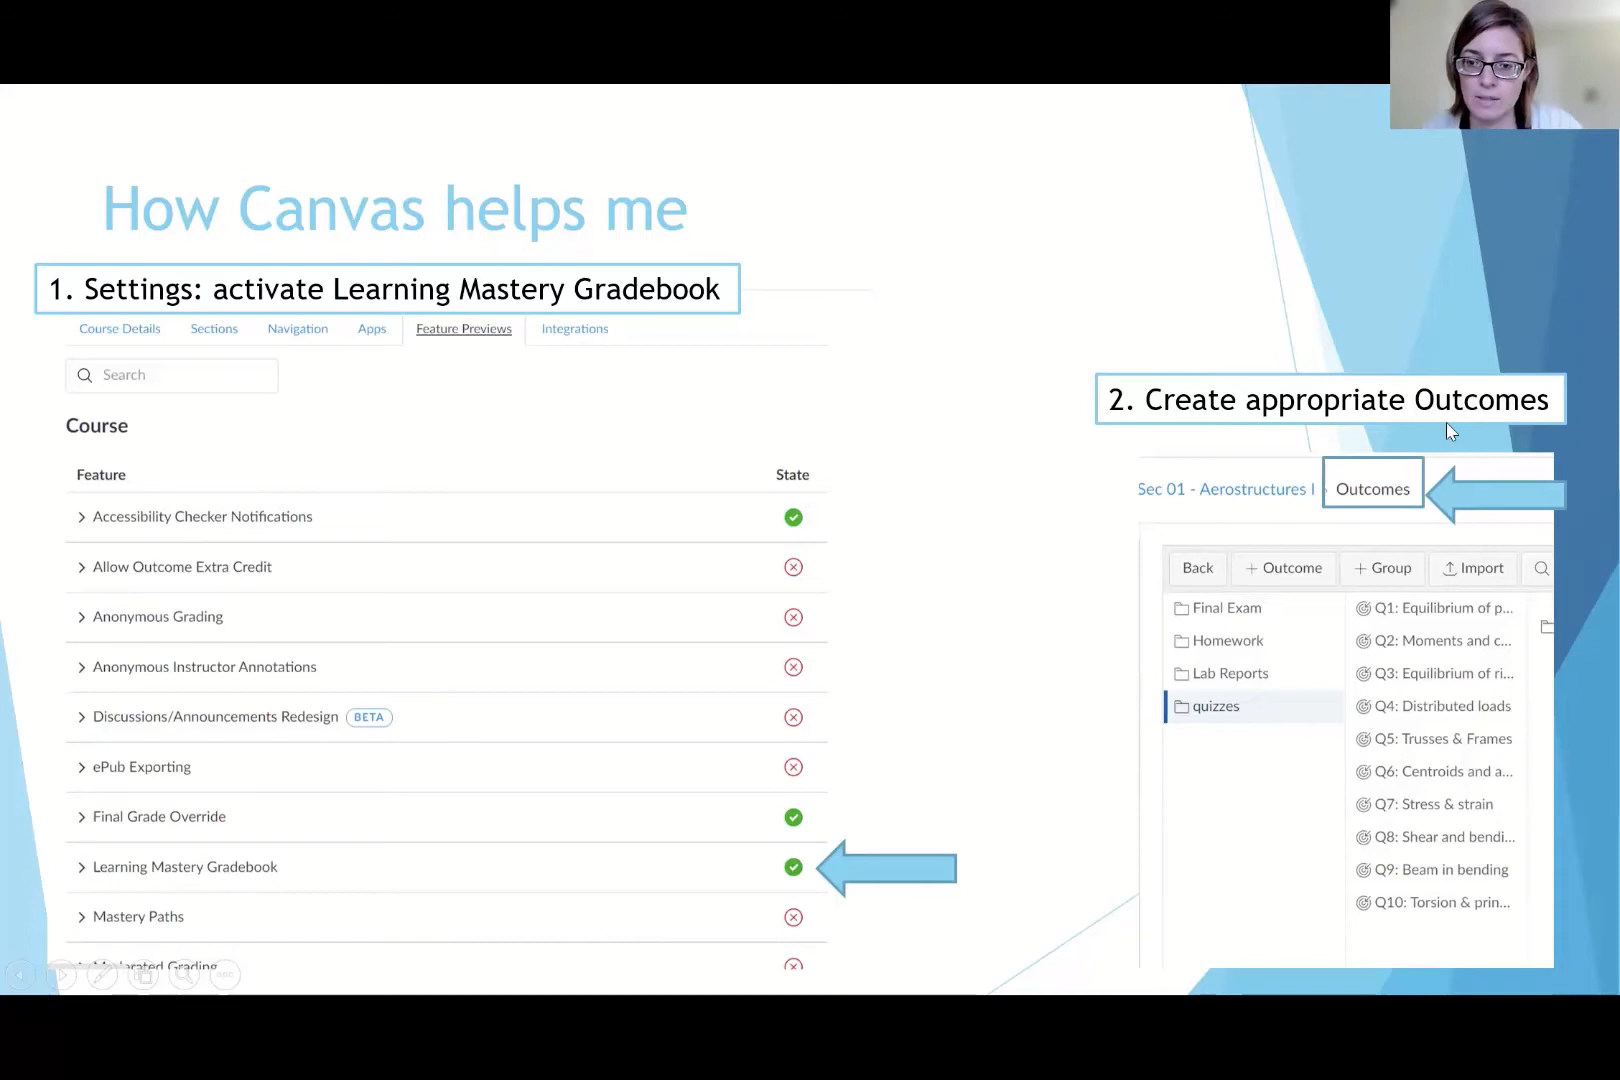 How Canvas helps me
1. Settings: activate Learning Mastery Gradebook
Course Details Sections Navigation Apps Feature Previews Integrations
Search
Course
Feature State
Accessibility Checker Notifications
Allow Outcome Extra Credit
Anonymous Grading
Anonymous Instructor Annotations
Discussions/Announcements Redesign BETA
ePub Exporting
Final Grade Override
Learning Mastery Gradebook
Mastery Paths
Moderated Grading
2. Create appropriate Outcomes
Sec 01 - Aerostructures I Outcomes
Back + Outcome + Group Import
Final Exam
Homework
Lab Reports
quizzes
Q1: Equilibrium of p...
Q2: Moments and c...
Q3: Equilibrium of ri...
Q4: Distributed loads
Q5: Trusses & Frames
Q6: Centroids and a...
Q7: Stress & strain
Q8: Shear and bendi...
Q9: Beam in bending
Q10: Torsion & prin...